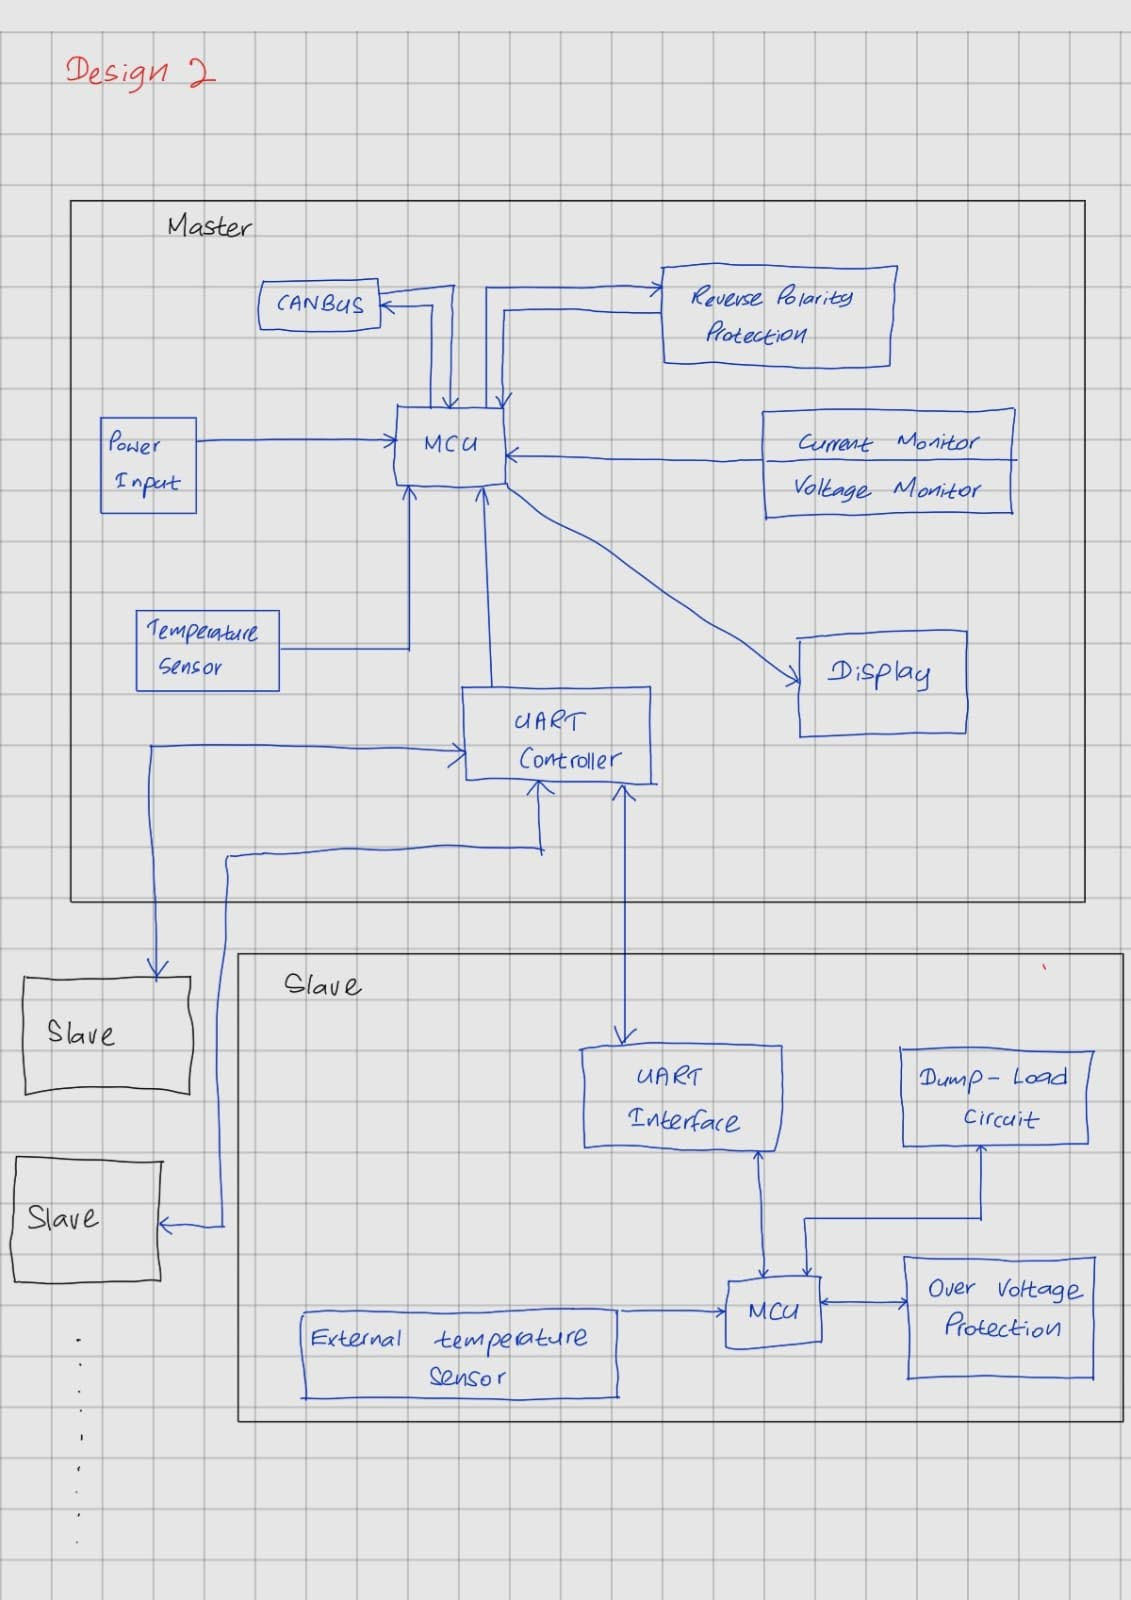 Design 2
Master
CANBUS
Reverse Polarity
Protection
Power
Input
MCU
Current Monitor
Voltage Monitor
Temperature
Sensor
UART
Controller
Display
Slave
Slave
UART
Interface
Dump-Load
Circuit
Slave
MCU
Over Voltage
Protection
External temperature
Sensor